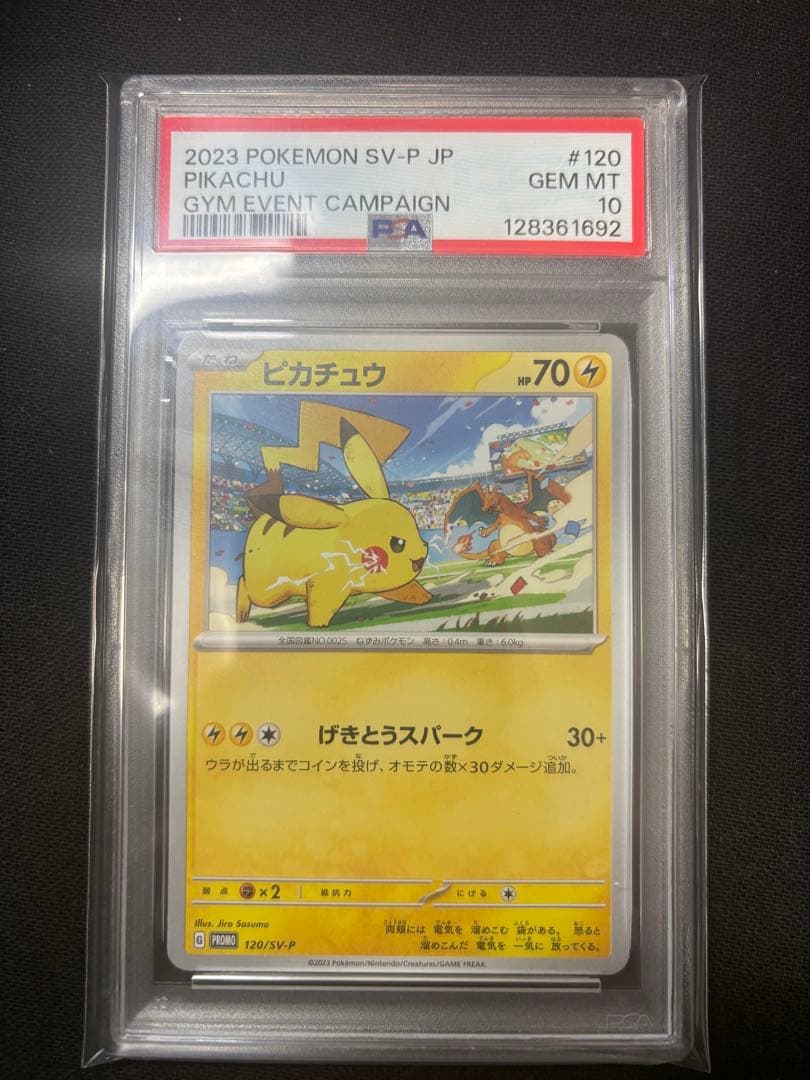 2023 POKEMON SV-P JP #120
PIKACHU GEM MT
GYM EVENT CAMPAIGN 10
PSA 128361692
たね ピカチュウ HP70
全国図鑑NO.0025 ねずみポケモン 高さ:0.4m 重さ:6.0kg
げきとうスパーク 30+
ウラが出るまでコインを投げ、オモテの数×30ダメージ追加。
弱点 ×2 抵抗力 にげる
Illus. Jiro Sasumo
両頬には 電気を 溜めこむ 袋がある。 怒ると
溜めこんだ 電気を 一気に 放ってくる。
G PROMO 120/SV-P
©2023 Pokémon/Nintendo/Creatures/GAME FREAK.
PSA